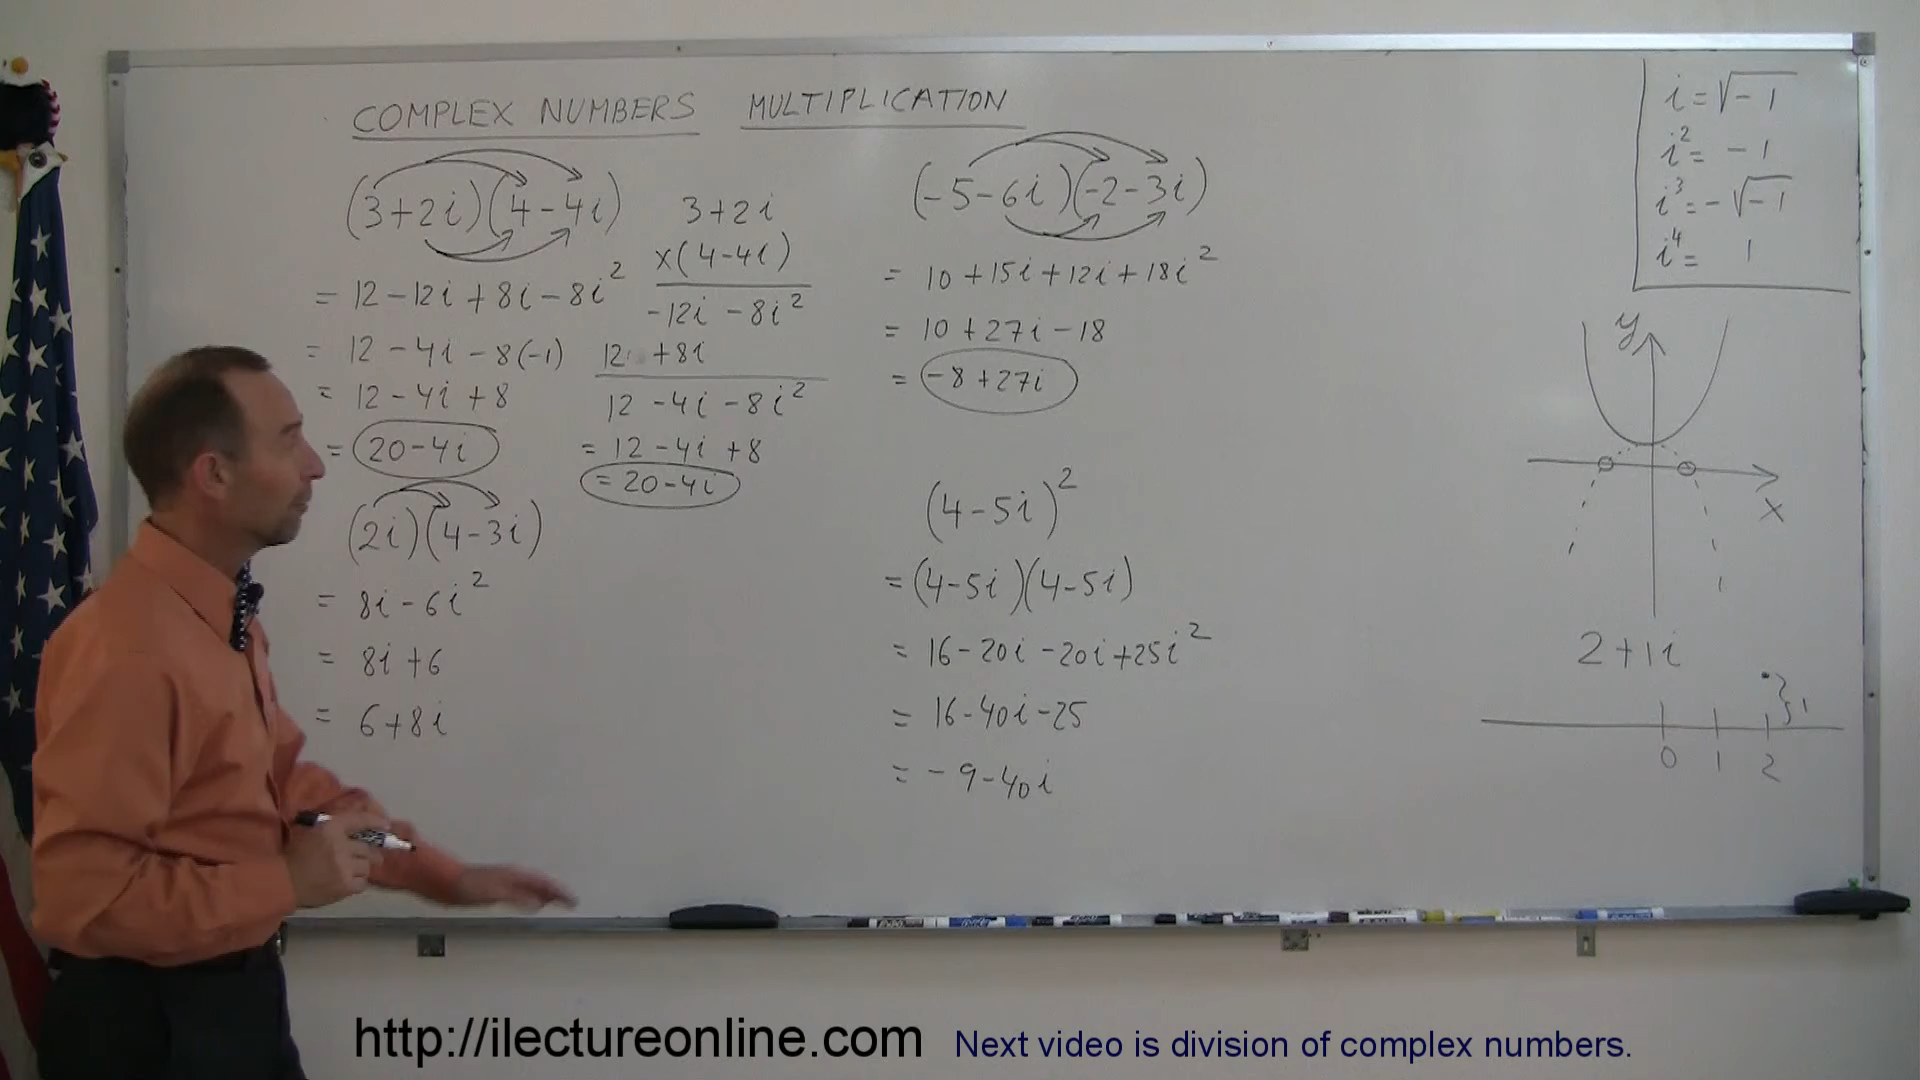 COMPLEX NUMBERS MULTIPLICATION
(3+2i)(4-4i)
= 12-12i+8i-8i²
= 12-4i-8(-1)
= 12-4i+8
= 20-4i
(2i)(4-3i)
= 8i-6i²
= 8i+6
= 6+8i
3+2i
x(4-4i)
-12i -8i²
12 +8i
12 -4i -8i²
= 12-4i +8
= 20-4i
(-5-6i)(-2-3i)
= 10+15i+12i+18i²
= 10+27i-18
= -8+27i
(4-5i)²
= (4-5i)(4-5i)
= 16-20i-20i+25i²
= 16-40i-25
= -9-40i
i=√-1
i²= -1
i³=-√-1
i⁴= 1
y
x
2+1i
}1
0 1 2
http://ilectureonline.com Next video is division of complex numbers.